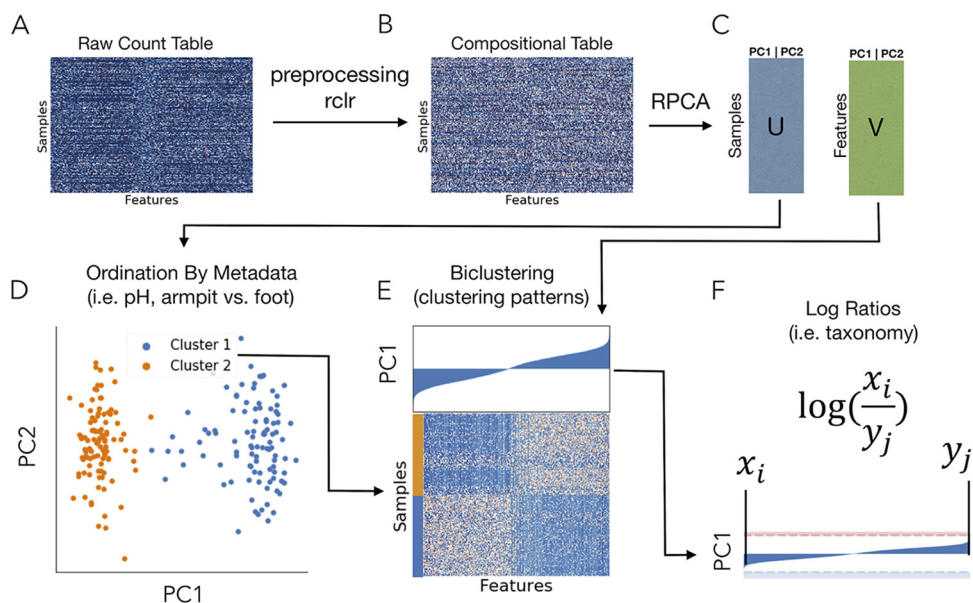 A
Raw Count Table
Samples
Features
preprocessing
rclr
B
Compositional Table
Samples
Features
RPCA
C
PC1 | PC2
Samples
U
PC1 | PC2
Features
V
D
Ordination By Metadata
(i.e. pH, armpit vs. foot)
Cluster 1
Cluster 2
PC2
PC1
E
Biclustering
(clustering patterns)
PC1
Samples
Features
F
Log Ratios
(i.e. taxonomy)
log(x_i/y_j)
x_i
y_j
PC1